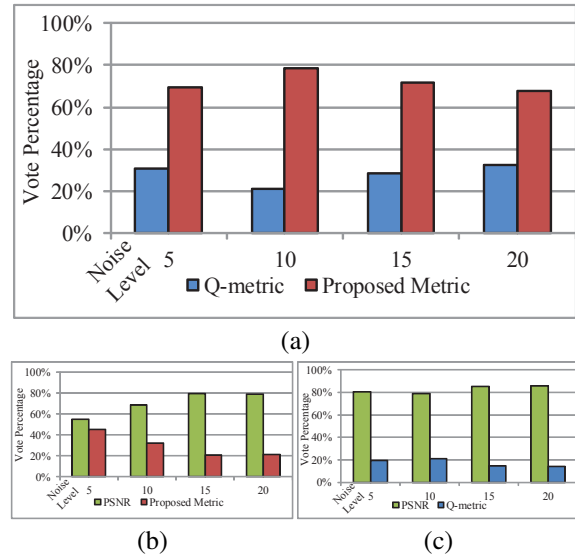 100%
80%
60%
40%
20%
0%
Vote Percentage
Noise Level
5 10 15 20
Q-metric Proposed Metric
(a)
100%
80%
60%
40%
20%
0%
Vote Percentage
Noise Level
5 10 15 20
PSNR Proposed Metric
(b)
100%
80%
60%
40%
20%
0%
Vote Percentage
Noise Level
5 10 15 20
PSNR Q-metric
(c)